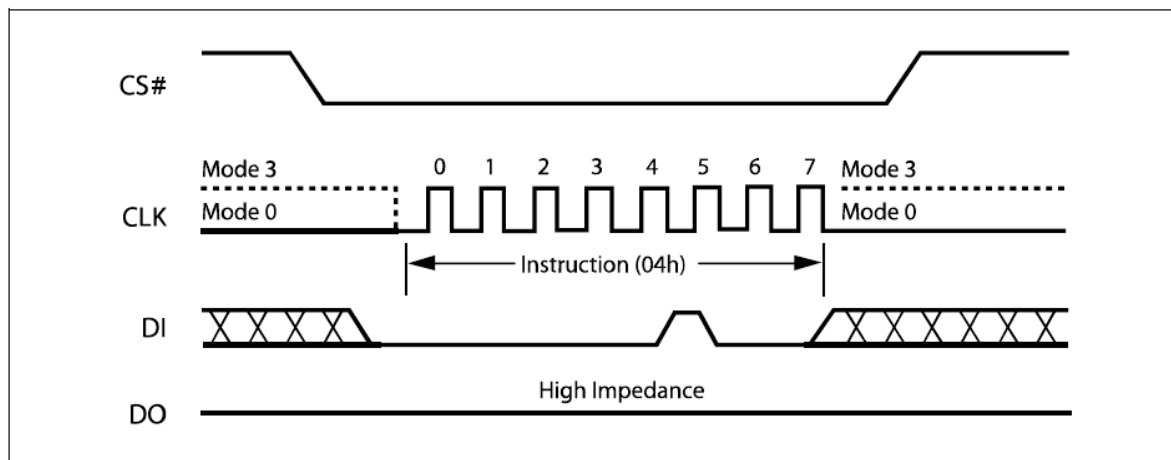 CS#
Mode 3
0 1 2 3 4 5 6 7
Mode 3
CLK
Mode 0
Mode 0
Instruction (04h)
DI
High Impedance
DO